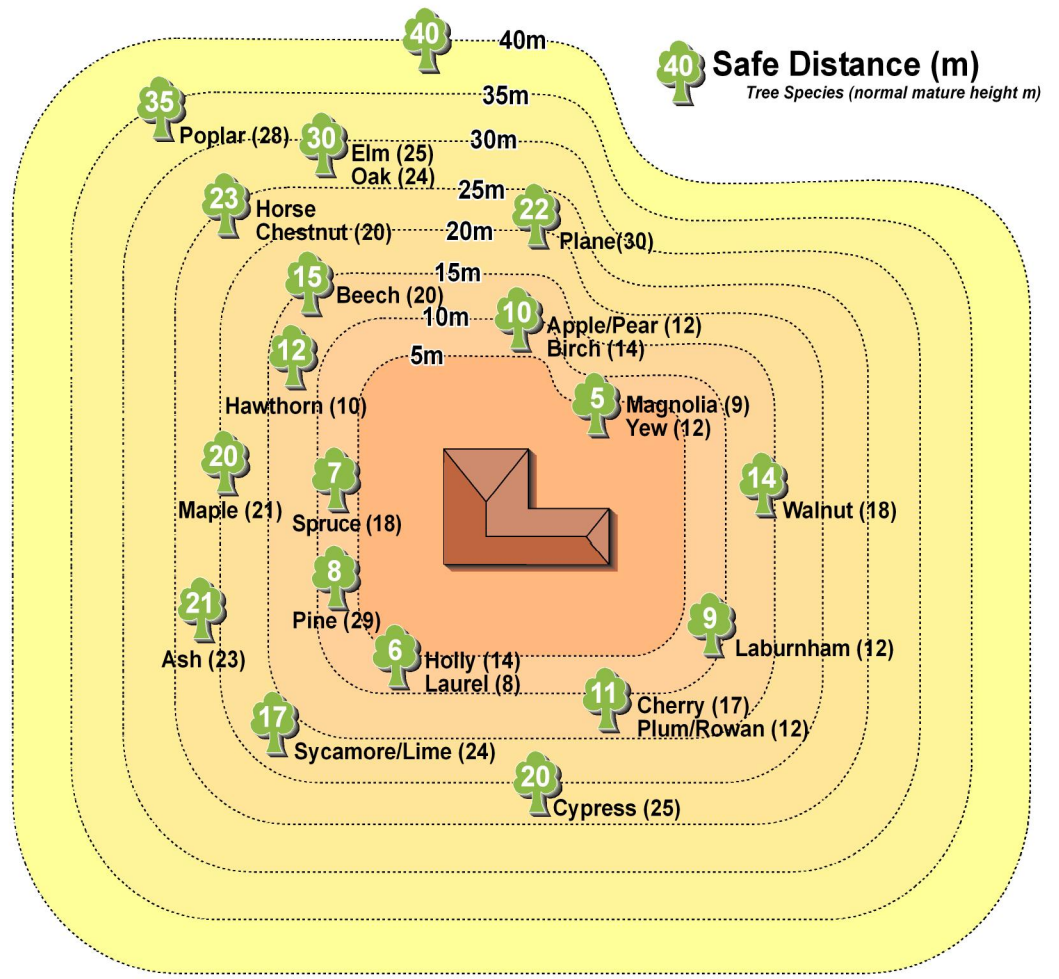 40
40m
40
Safe Distance (m)
Tree Species (normal mature height m)
35
Poplar (28)
35m
30
Elm (25)
Oak (24)
30m
23
Horse
Chestnut (20)
25m
22
Plane(30)
20m
15
Beech (20)
15m
10
Apple/Pear (12)
Birch (14)
10m
12
Hawthorn (10)
5m
5
Magnolia (9)
Yew (12)
20
Maple (21)
7
Spruce (18)
14
Walnut (18)
8
Pine (29)
21
Ash (23)
6
Holly (14)
Laurel (8)
9
Laburnham (12)
11
Cherry (17)
Plum/Rowan (12)
17
Sycamore/Lime (24)
20
Cypress (25)